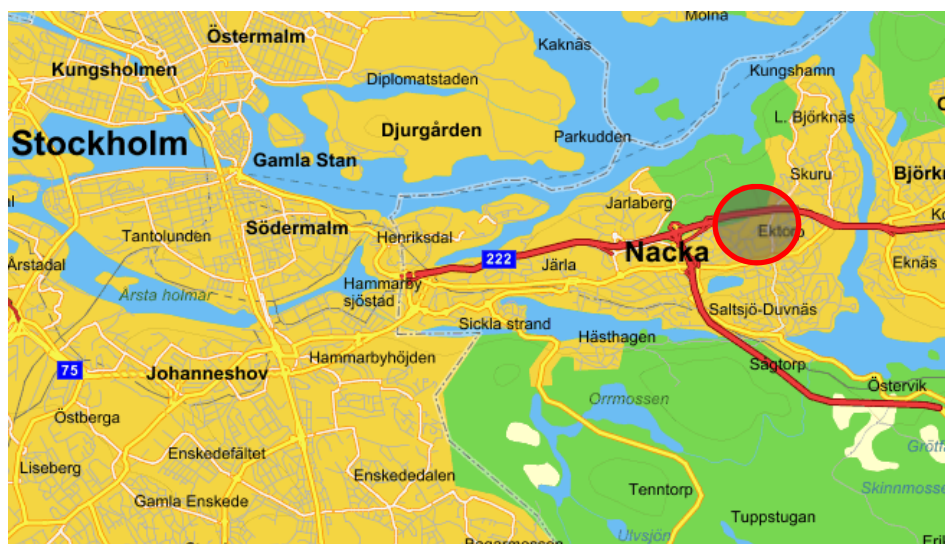 Molna
Östermalm
Kaknäs
Kungsholmen
Kungshamn
Diplomatstaden
L. Björknäs
Djurgården
Parkudden
Stockholm
Gamla Stan
Skuru
Björkn
Jarlaberg
Södermalm
Tantolunden
Henriksdal
Ektorp
Nacka
222
Järla
Årstadal
Eknäs
Hammarby
sjöstad
Årsta holmar
Saltsjö-Duvnäs
Sickla strand
Hästhagen
Hammarbyhöjden
75
Johanneshov
Sågtorp
Östervik
Orrmossen
Östberga
Enskedefältet
Liseberg
Enskededalen
Tenntorp
Gamla Enskede
Skinnmosse
Tuppstugan
Ulvsjön